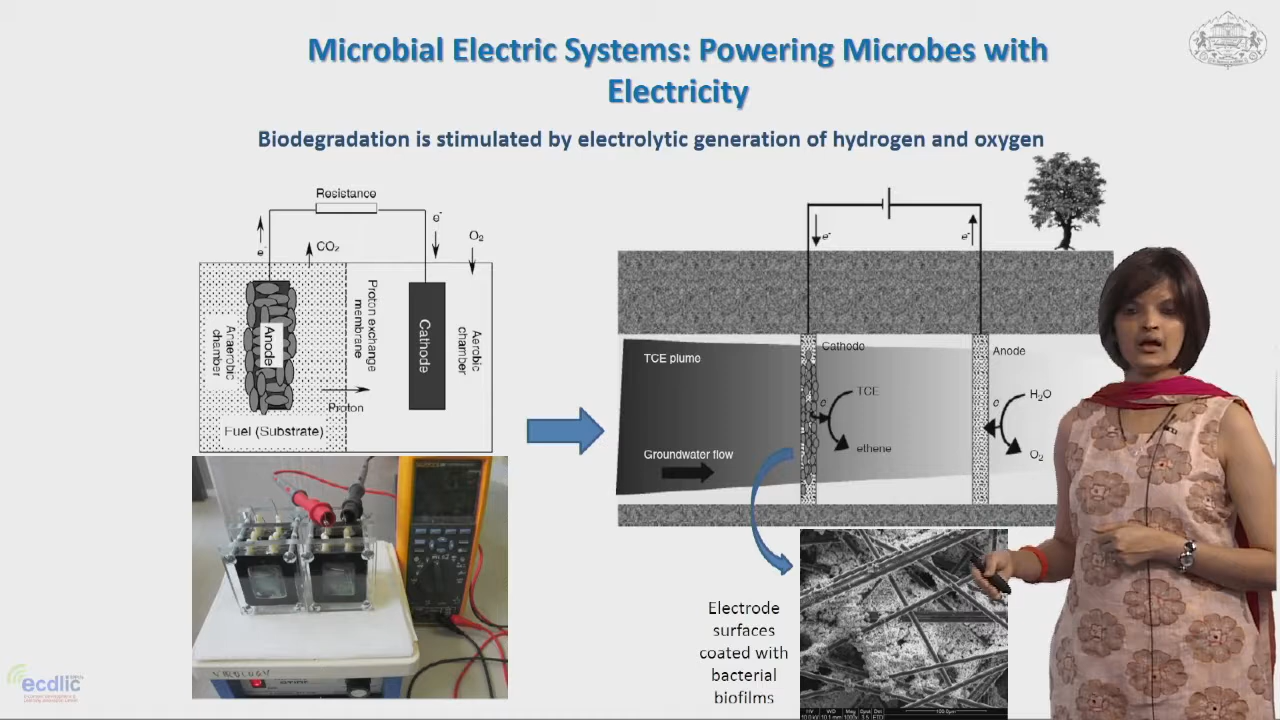 Microbial Electric Systems: Powering Microbes with
Electricity
Biodegradation is stimulated by electrolytic generation of hydrogen and oxygen
Resistance
e-
CO₂
e-
O₂
Anaerobic
chamber
Anode
Proton exchange
membrane
Cathode
Aerobic
chamber
Proton
Fuel (Substrate)
e-
e-
TCE plume
Cathode
Anode
TCE
H₂O
e
e
ethene
O₂
Groundwater flow
Electrode
surfaces
coated with
bacterial
biofilms
ecdlic